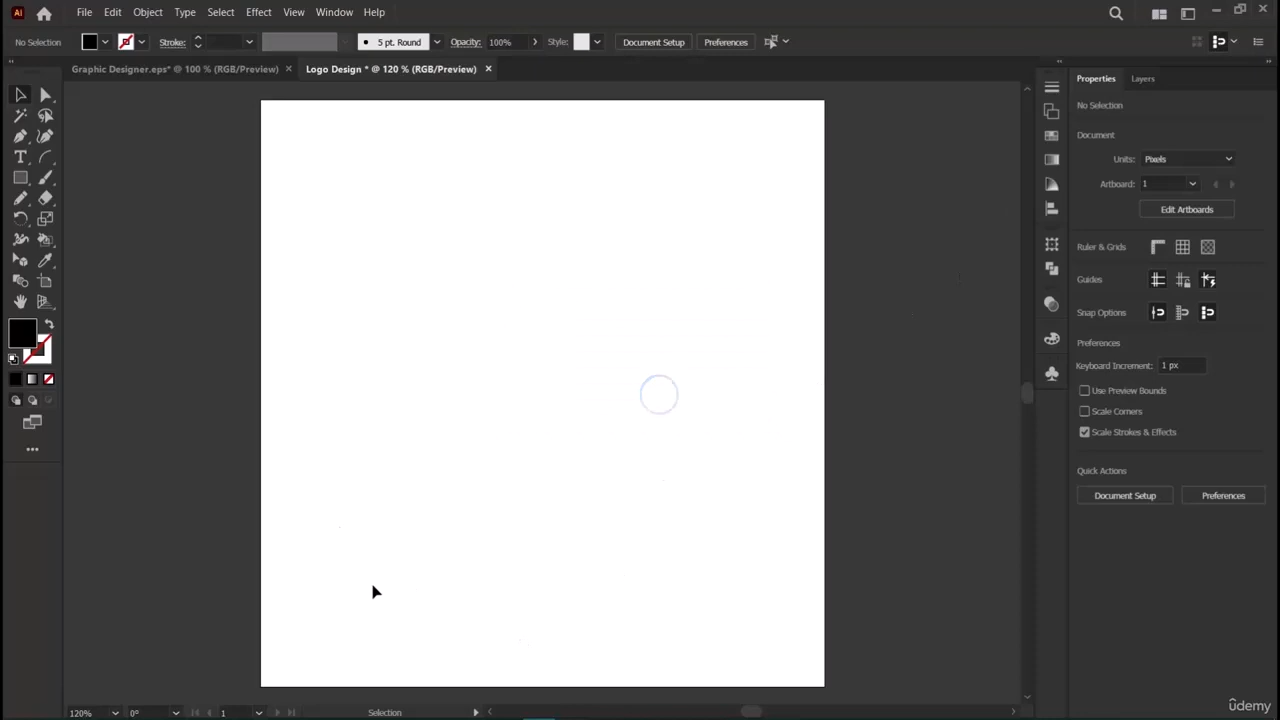 Ai File Edit Object Type Select Effect View Window Help
No Selection Stroke: 5 pt. Round Opacity: 100% Style: Document Setup Preferences
Graphic Designer.eps* @ 100 % (RGB/Preview) Logo Design * @ 120 % (RGB/Preview)
Properties Layers
No Selection
Document
Units: Pixels
Artboard: 1
Edit Artboards
Ruler & Grids
Guides
Snap Options
Preferences
Keyboard Increment: 1 px
Use Preview Bounds
Scale Corners
Scale Strokes & Effects
Quick Actions
Document Setup Preferences
120% 0° 1 Selection
ûdemy